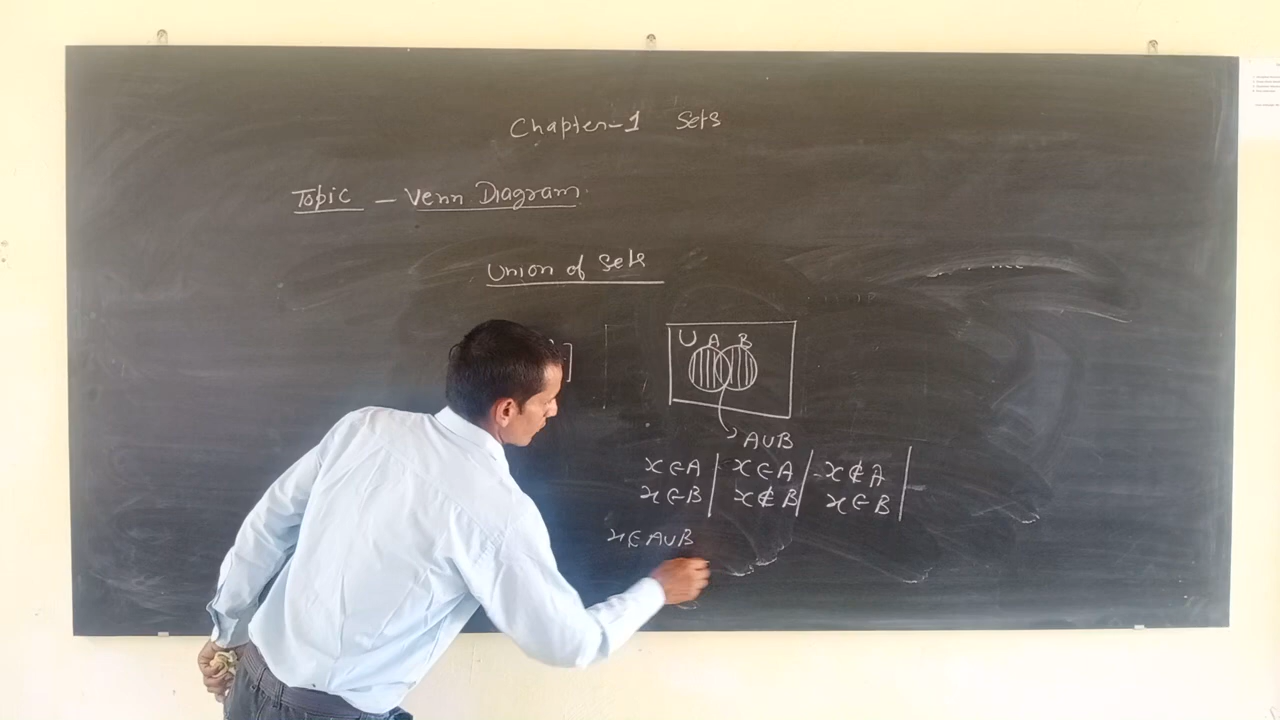 Chapter-1 Sets
Topic - Venn Diagram.
Union of Sets
]
U A B
A∪B
x∈A | x∈A | x∉A |
x∈B | x∉B | x∈B |
x∈A∪B